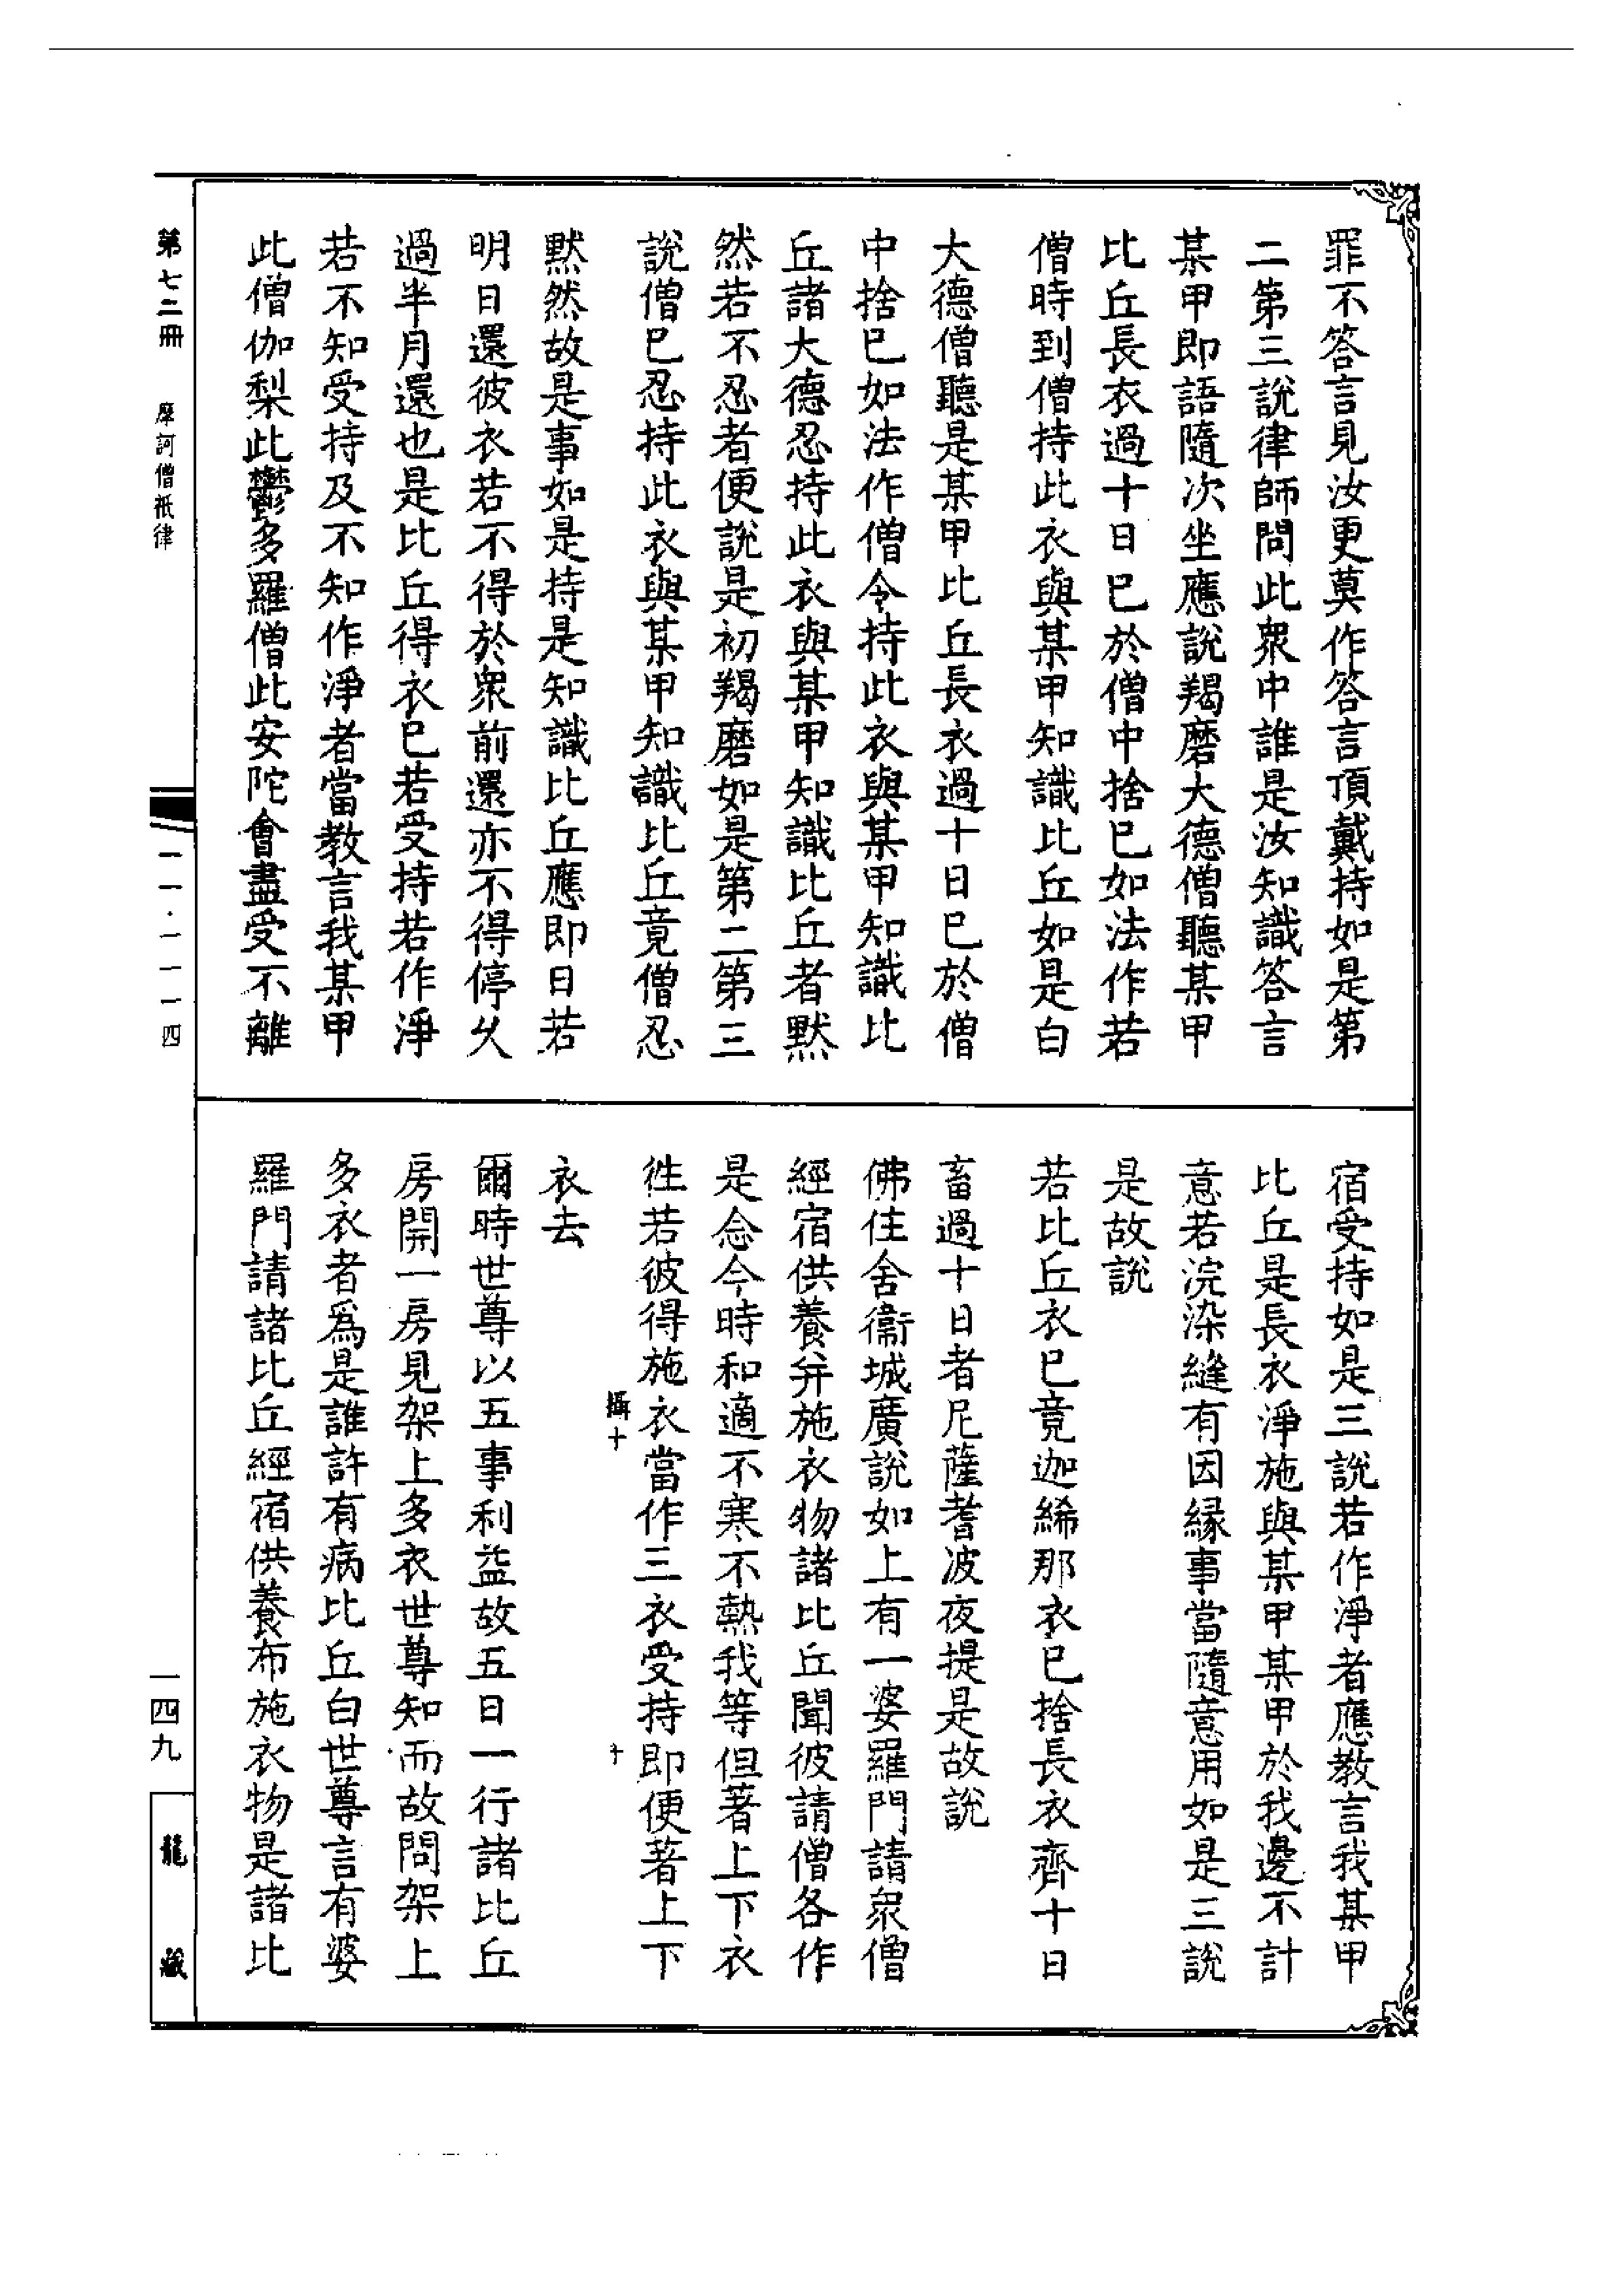 罪不答言見汝更莫作答言頂戴持如是第
二第三說律師問此眾中誰是汝知識答言
某甲即語隨次坐應說羯磨大德僧聽某甲
比丘長衣過十日巳於僧中捨巳如法作若
僧時到僧持此衣與某甲知識比丘如是白
大德僧聽是某甲比丘長衣過十日巳於僧
中捨巳如法作僧令持此衣與某甲知識比
丘諸大德忍持此衣與某甲知識比丘者默
然若不忍者便說是初羯磨如是第二第三
說僧巳忍持此衣與某甲知識比丘竟僧忍
默然故是事如是持是知識比丘應即日若
明日還彼衣若不得於眾前還亦不得停久
過半月還也是比丘得衣巳若受持若作淨
若不知受持及不知作淨者當教言我某甲
此僧伽梨此鬱多羅僧此安陀會盡受不離
宿受持如是三說若作淨者應教言我某甲
比丘是長衣淨施與某甲某甲於我邊不計
意若浣染縫有因緣事當隨意用如是三說
是故說
若比丘衣巳竟迦絺那衣巳捨長衣齊十日
畜過十日者尼薩耆波夜提是故說
佛住舍衞城廣說如上有一婆羅門請眾僧
經宿供養并施衣物諸比丘聞彼請僧各作
是念今時和適不寒不熱我等但著上下衣
往若彼得施衣當作三衣受持即便著上下
攝十
衣去
爾時世尊以五事利益故五日一行諸比丘
房開一房見架上多衣世尊知而故問架上
多衣者爲是誰許有病比丘白世尊言有婆
羅門請諸比丘經宿供養布施衣物是諸比
第七二冊
摩訶僧祇律
一一一·一一一四
一四九
龍藏